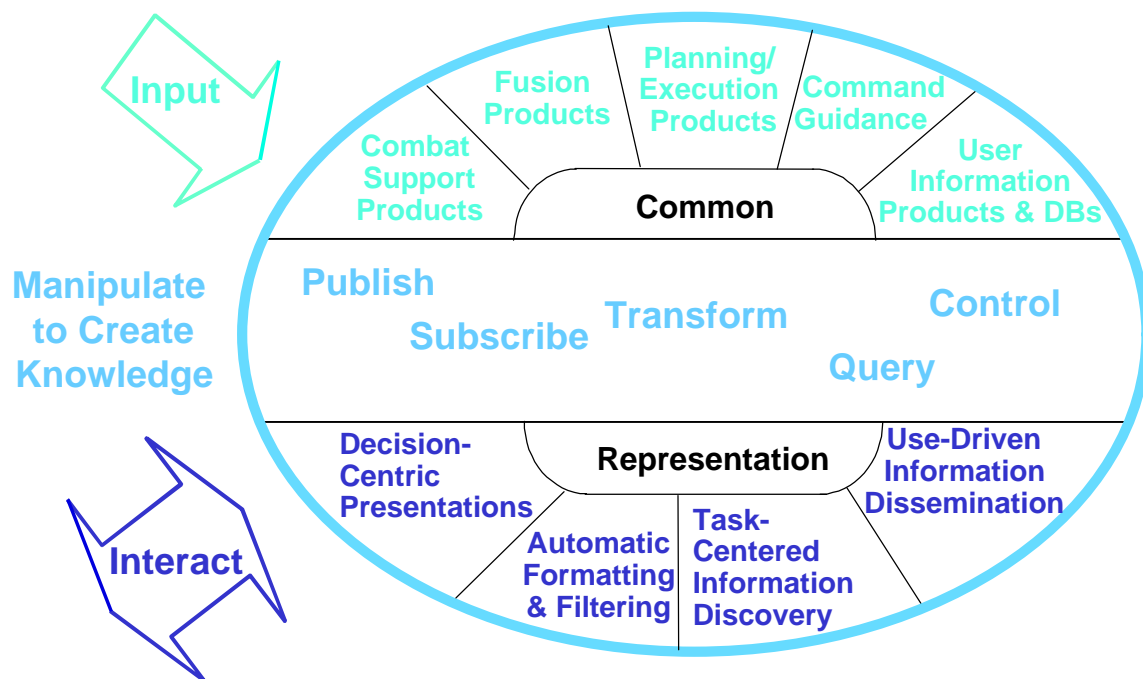 Input
Combat
Support
Products
Fusion
Products
Planning/
Execution
Products
Command
Guidance
User
Information
Products & DBs
Common
Manipulate
to Create
Knowledge
Publish
Subscribe
Transform
Control
Query
Interact
Decision-
Centric
Presentations
Representation
Use-Driven
Information
Dissemination
Automatic
Formatting
& Filtering
Task-
Centered
Information
Discovery